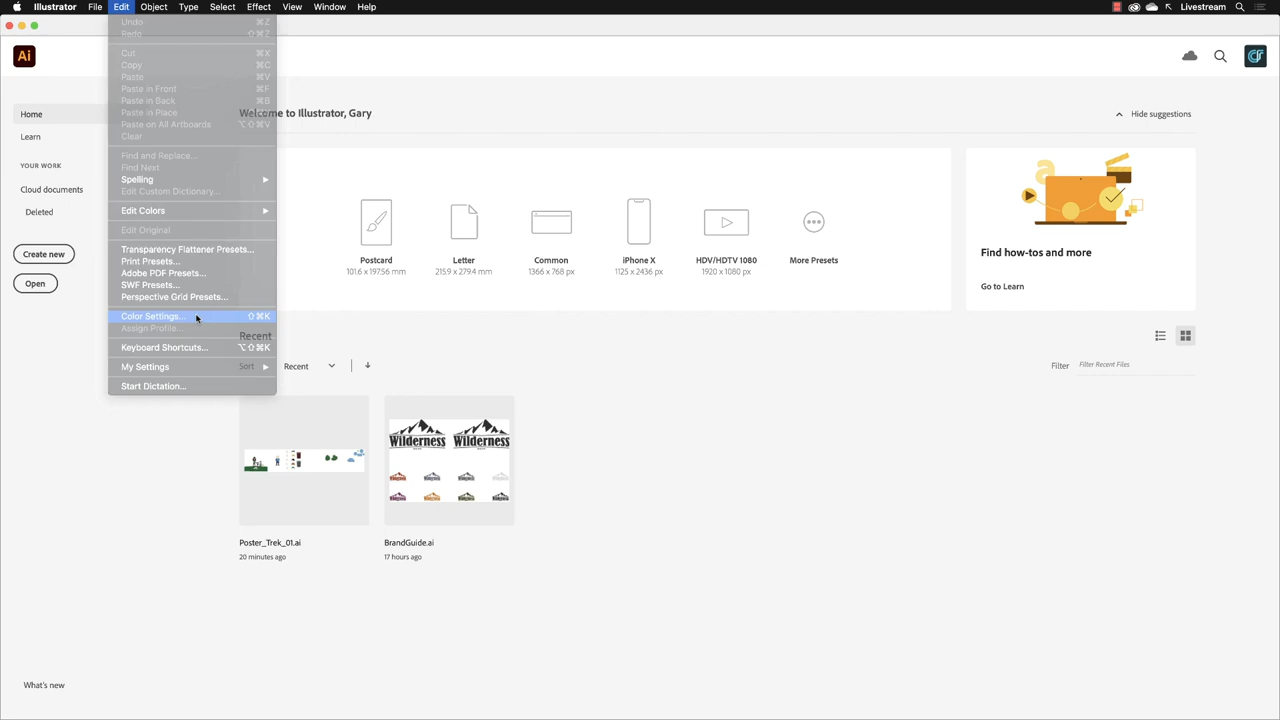 Illustrator File Edit Object Type Select Effect View Window Help Livestream
Ai
Undo ⌘Z
Redo ⇧⌘Z
Cut ⌘X
Copy ⌘C
Paste ⌘V
Paste in Front ⌘F
Paste in Back ⌘B
Paste in Place ⇧⌘V
Paste on All Artboards ⌥⇧⌘V
Clear
Find and Replace...
Find Next
Spelling
Edit Custom Dictionary...
Edit Colors
Edit Original
Transparency Flattener Presets...
Print Presets...
Adobe PDF Presets...
SWF Presets...
Perspective Grid Presets...
Color Settings... ⇧⌘K
Assign Profile...
Keyboard Shortcuts... ⌥⇧⌘K
My Settings
Start Dictation...
Home
Learn
YOUR WORK
Cloud documents
Deleted
Create new
Open
What's new
Welcome to Illustrator, Gary
Hide suggestions
Postcard
101.6 x 197.56 mm
Letter
215.9 x 279.4 mm
Common
1366 x 768 px
iPhone X
1125 x 2436 px
HDV/HDTV 1080
1920 x 1080 px
More Presets
Find how-tos and more
Go to Learn
Recent
Sort Recent
Filter Filter Recent Files
Wilderness Wilderness
Poster_Trek_01.ai
20 minutes ago
BrandGuide.ai
17 hours ago